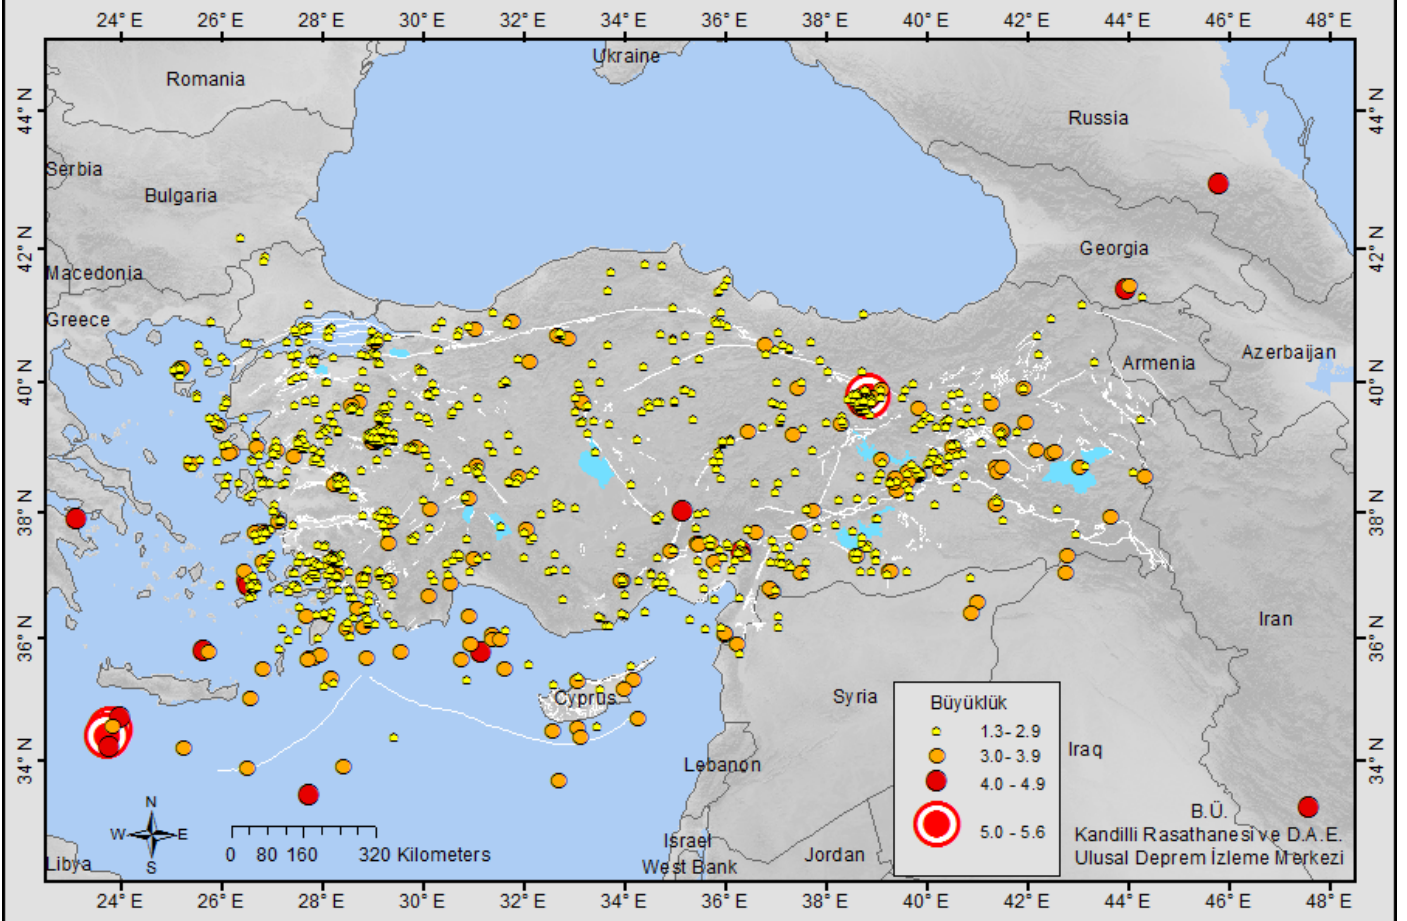 24° E 26° E 28° E 30° E 32° E 34° E 36° E 38° E 40° E 42° E 44° E 46° E 48° E
Ukraine
Romania
44° N 44° N
Russia
Serbia
Bulgaria
42° N 42° N
Georgia
Macedonia
Greece
Azerbaijan
Armenia
40° N 40° N
38° N 38° N
Iran
36° N 36° N
Syria
Cyprus
Büyüklük
1.3 - 2.9
3.0 - 3.9
4.0 - 4.9
5.0 - 5.6
Iraq
34° N 34° N
Lebanon
N
W E
S
0 80 160 320 Kilometers
B.Ü.
Kandilli Rasathanesi ve D.A.E.
Ulusal Deprem İzleme Merkezi
Israel
West Bank
Jordan
Libya
24° E 26° E 28° E 30° E 32° E 34° E 36° E 38° E 40° E 42° E 44° E 46° E 48° E